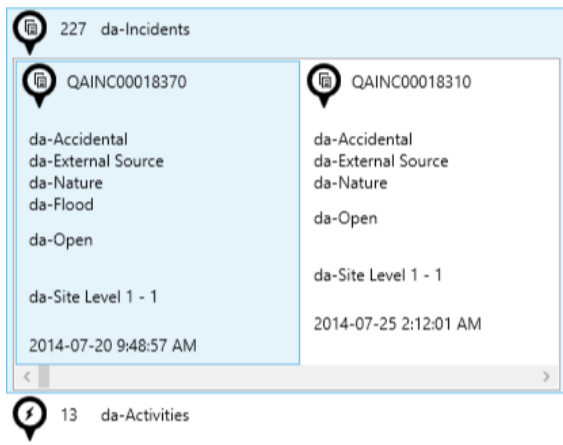 227 da-Incidents
QAINC00018370
da-Accidental
da-External Source
da-Nature
da-Flood
da-Open
da-Site Level 1 - 1
2014-07-20 9:48:57 AM
QAINC00018310
da-Accidental
da-External Source
da-Nature
da-Open
da-Site Level 1 - 1
2014-07-25 2:12:01 AM
13 da-Activities